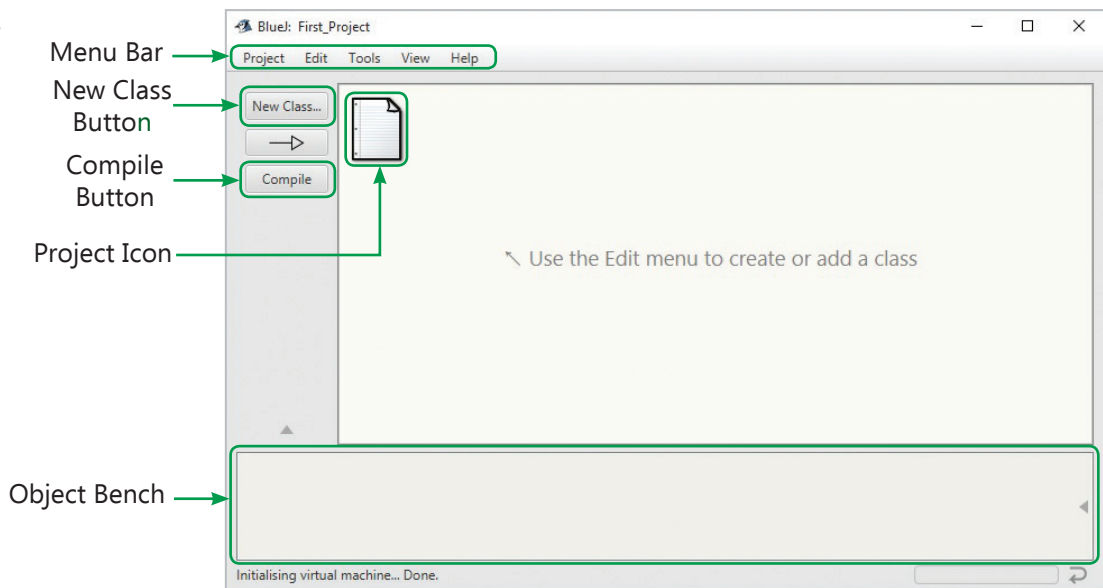 BlueJ: First_Project
Menu Bar
Project Edit Tools View Help
New Class
Button
New Class...
Compile
Button
Compile
Project Icon
Use the Edit menu to create or add a class
Object Bench
Initialising virtual machine... Done.